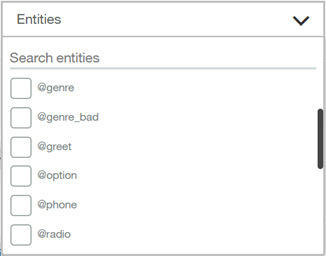 Entities
Search entities
@genre
@genre_bad
@greet
@option
@phone
@radio